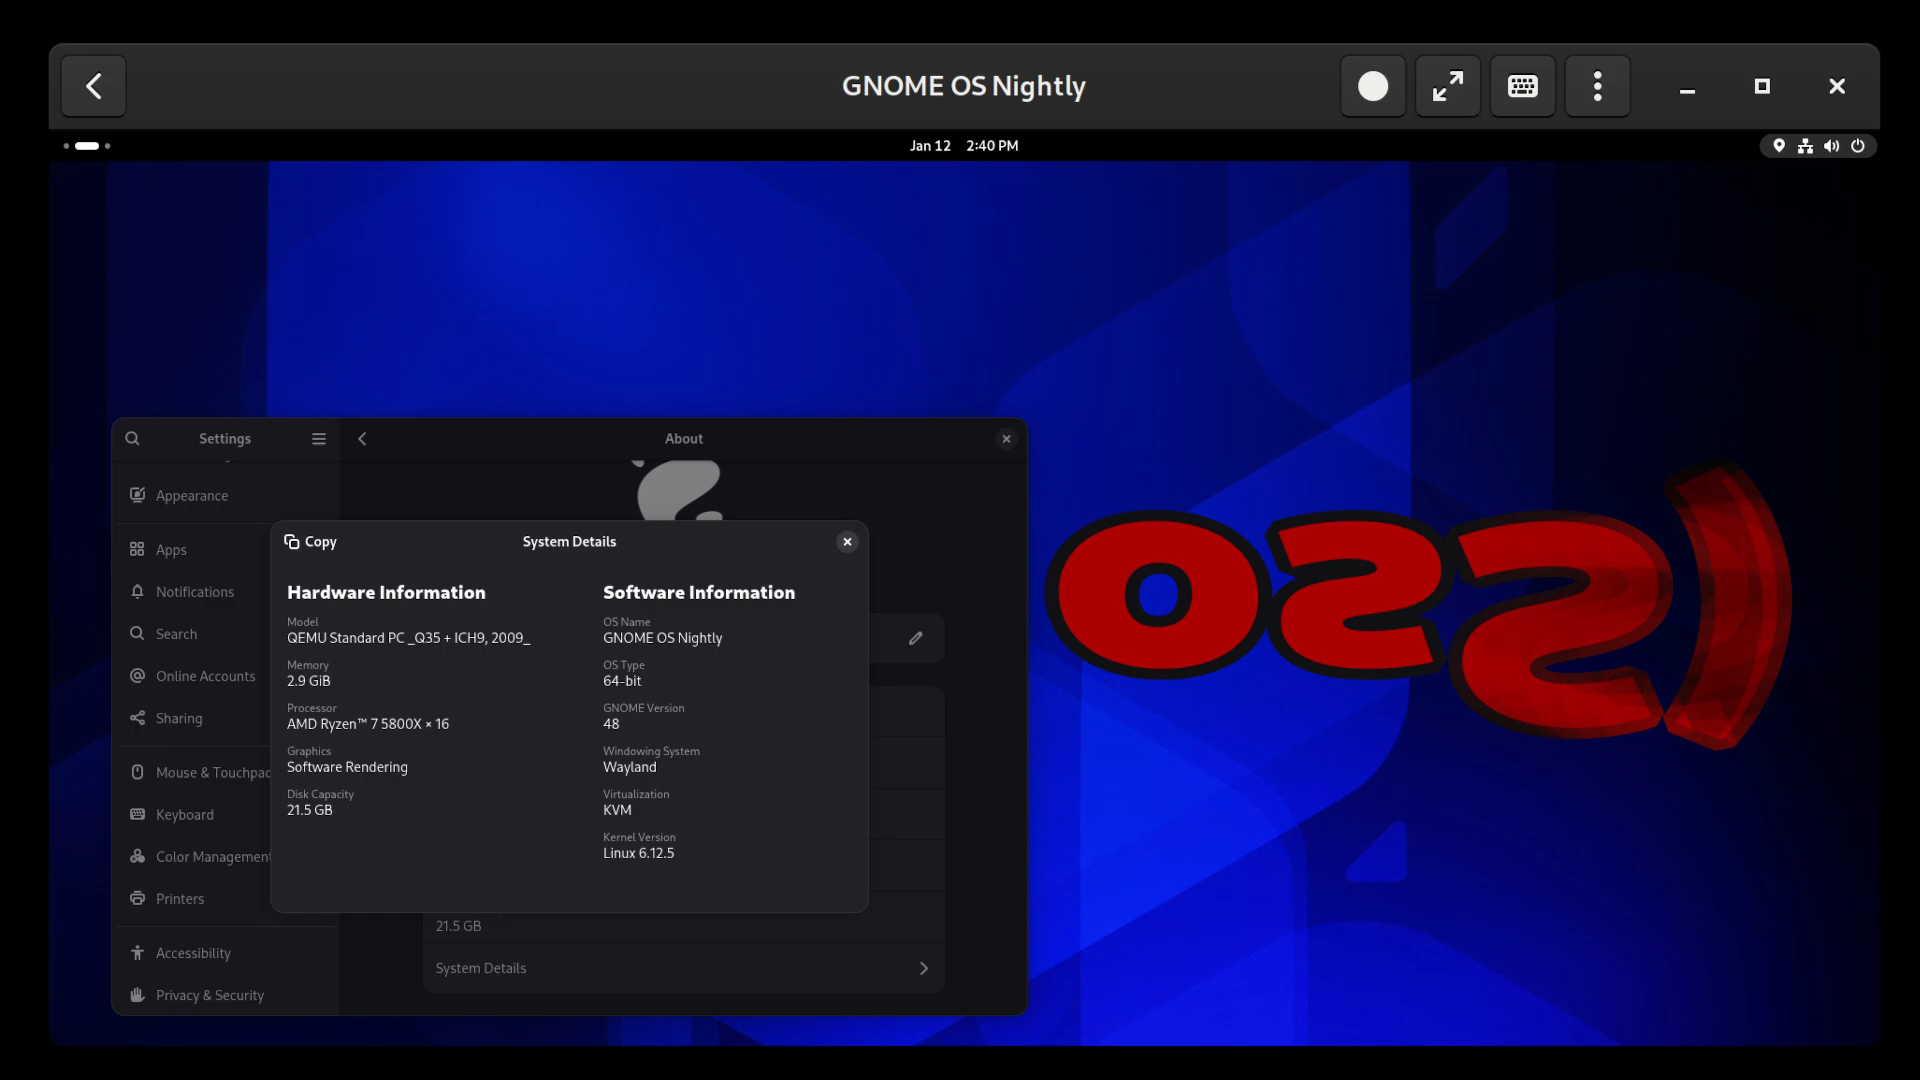 GNOME OS Nightly
Jan 12 2:40 PM
Settings
About
Appearance
Apps
Notifications
Search
Online Accounts
Sharing
Mouse & Touchpad
Keyboard
Color Management
Printers
Accessibility
Privacy & Security
Copy
System Details
Hardware Information
Model
QEMU Standard PC _Q35 + ICH9, 2009_
Memory
2.9 GiB
Processor
AMD Ryzen™ 7 5800X × 16
Graphics
Software Rendering
Disk Capacity
21.5 GB
Software Information
OS Name
GNOME OS Nightly
OS Type
64-bit
GNOME Version
48
Windowing System
Wayland
Virtualization
KVM
Kernel Version
Linux 6.12.5
21.5 GB
System Details